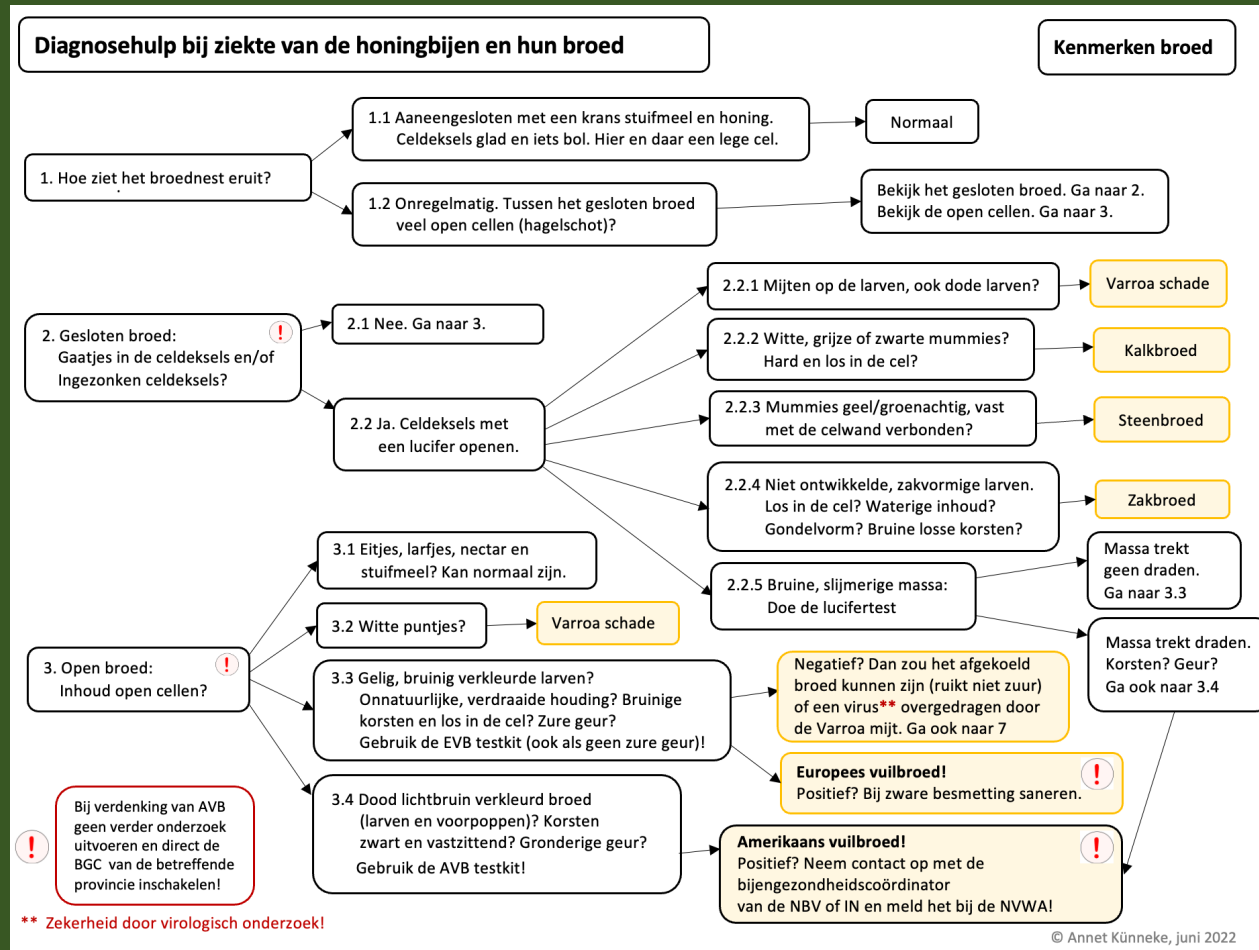 Diagnosehulp bij ziekte van de honingbijen en hun broed
Kenmerken broed
1. Hoe ziet het broednest eruit?
1.1 Aaneengesloten met een krans stuifmeel en honing.
Celdeksels glad en iets bol. Hier en daar een lege cel.
Normaal
1.2 Onregelmatig. Tussen het gesloten broed
veel open cellen (hagelschot)?
Bekijk het gesloten broed. Ga naar 2.
Bekijk de open cellen. Ga naar 3.
2. Gesloten broed:
Gaatjes in de celdeksels en/of
Ingezonken celdeksels?
!
2.1 Nee. Ga naar 3.
2.2 Ja. Celdeksels met
een lucifer openen.
2.2.1 Mijten op de larven, ook dode larven?
Varroa schade
2.2.2 Witte, grijze of zwarte mummies?
Hard en los in de cel?
Kalkbroed
2.2.3 Mummies geel/groenachtig, vast
met de celwand verbonden?
Steenbroed
2.2.4 Niet ontwikkelde, zakvormige larven.
Los in de cel? Waterige inhoud?
Gondelvorm? Bruine losse korsten?
Zakbroed
2.2.5 Bruine, slijmerige massa:
Doe de lucifertest
Massa trekt
geen draden.
Ga naar 3.3
Massa trekt draden.
Korsten? Geur?
Ga ook naar 3.4
3. Open broed:
Inhoud open cellen?
!
3.1 Eitjes, larfjes, nectar en
stuifmeel? Kan normaal zijn.
3.2 Witte puntjes?
Varroa schade
3.3 Gelig, bruinig verkleurde larven?
Onnatuurlijke, verdraaide houding? Bruinige
korsten en los in de cel? Zure geur?
Gebruik de EVB testkit (ook als geen zure geur)!
Negatief? Dan zou het afgekoeld
broed kunnen zijn (ruikt niet zuur)
of een virus** overgedragen door
de Varroa mijt. Ga ook naar 7
Europees vuilbroed!
Positief? Bij zware besmetting saneren.
!
3.4 Dood lichtbruin verkleurd broed
(larven en voorpoppen)? Korsten
zwart en vastzittend? Gronderige geur?
Gebruik de AVB testkit!
Amerikaans vuilbroed!
Positief? Neem contact op met de
bijengezondheidscoördinator
van de NBV of IN en meld het bij de NVWA!
!
!
Bij verdenking van AVB
geen verder onderzoek
uitvoeren en direct de
BGC van de betreffende
provincie inschakelen!
** Zekerheid door virologisch onderzoek!
© Annet Künneke, juni 2022